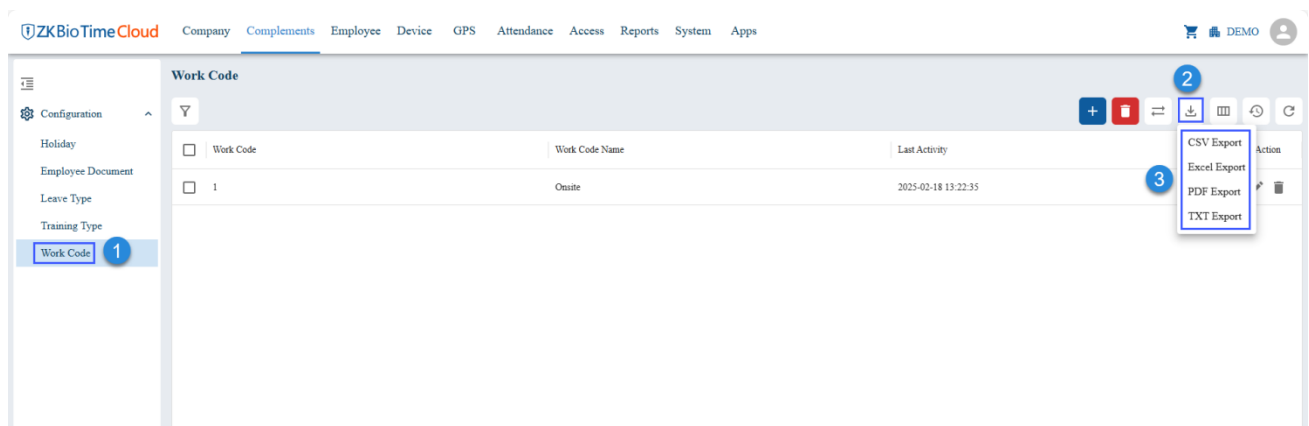 ZKBioTime Cloud Company Complements Employee Device GPS Attendance Access Reports System Apps DEMO
Work Code
2
Configuration
Holiday
Employee Document
Leave Type
Training Type
Work Code 1
Work Code Work Code Name Last Activity Action
1 Onsite 2025-02-18 13:22:35
3
CSV Export
Excel Export
PDF Export
TXT Export